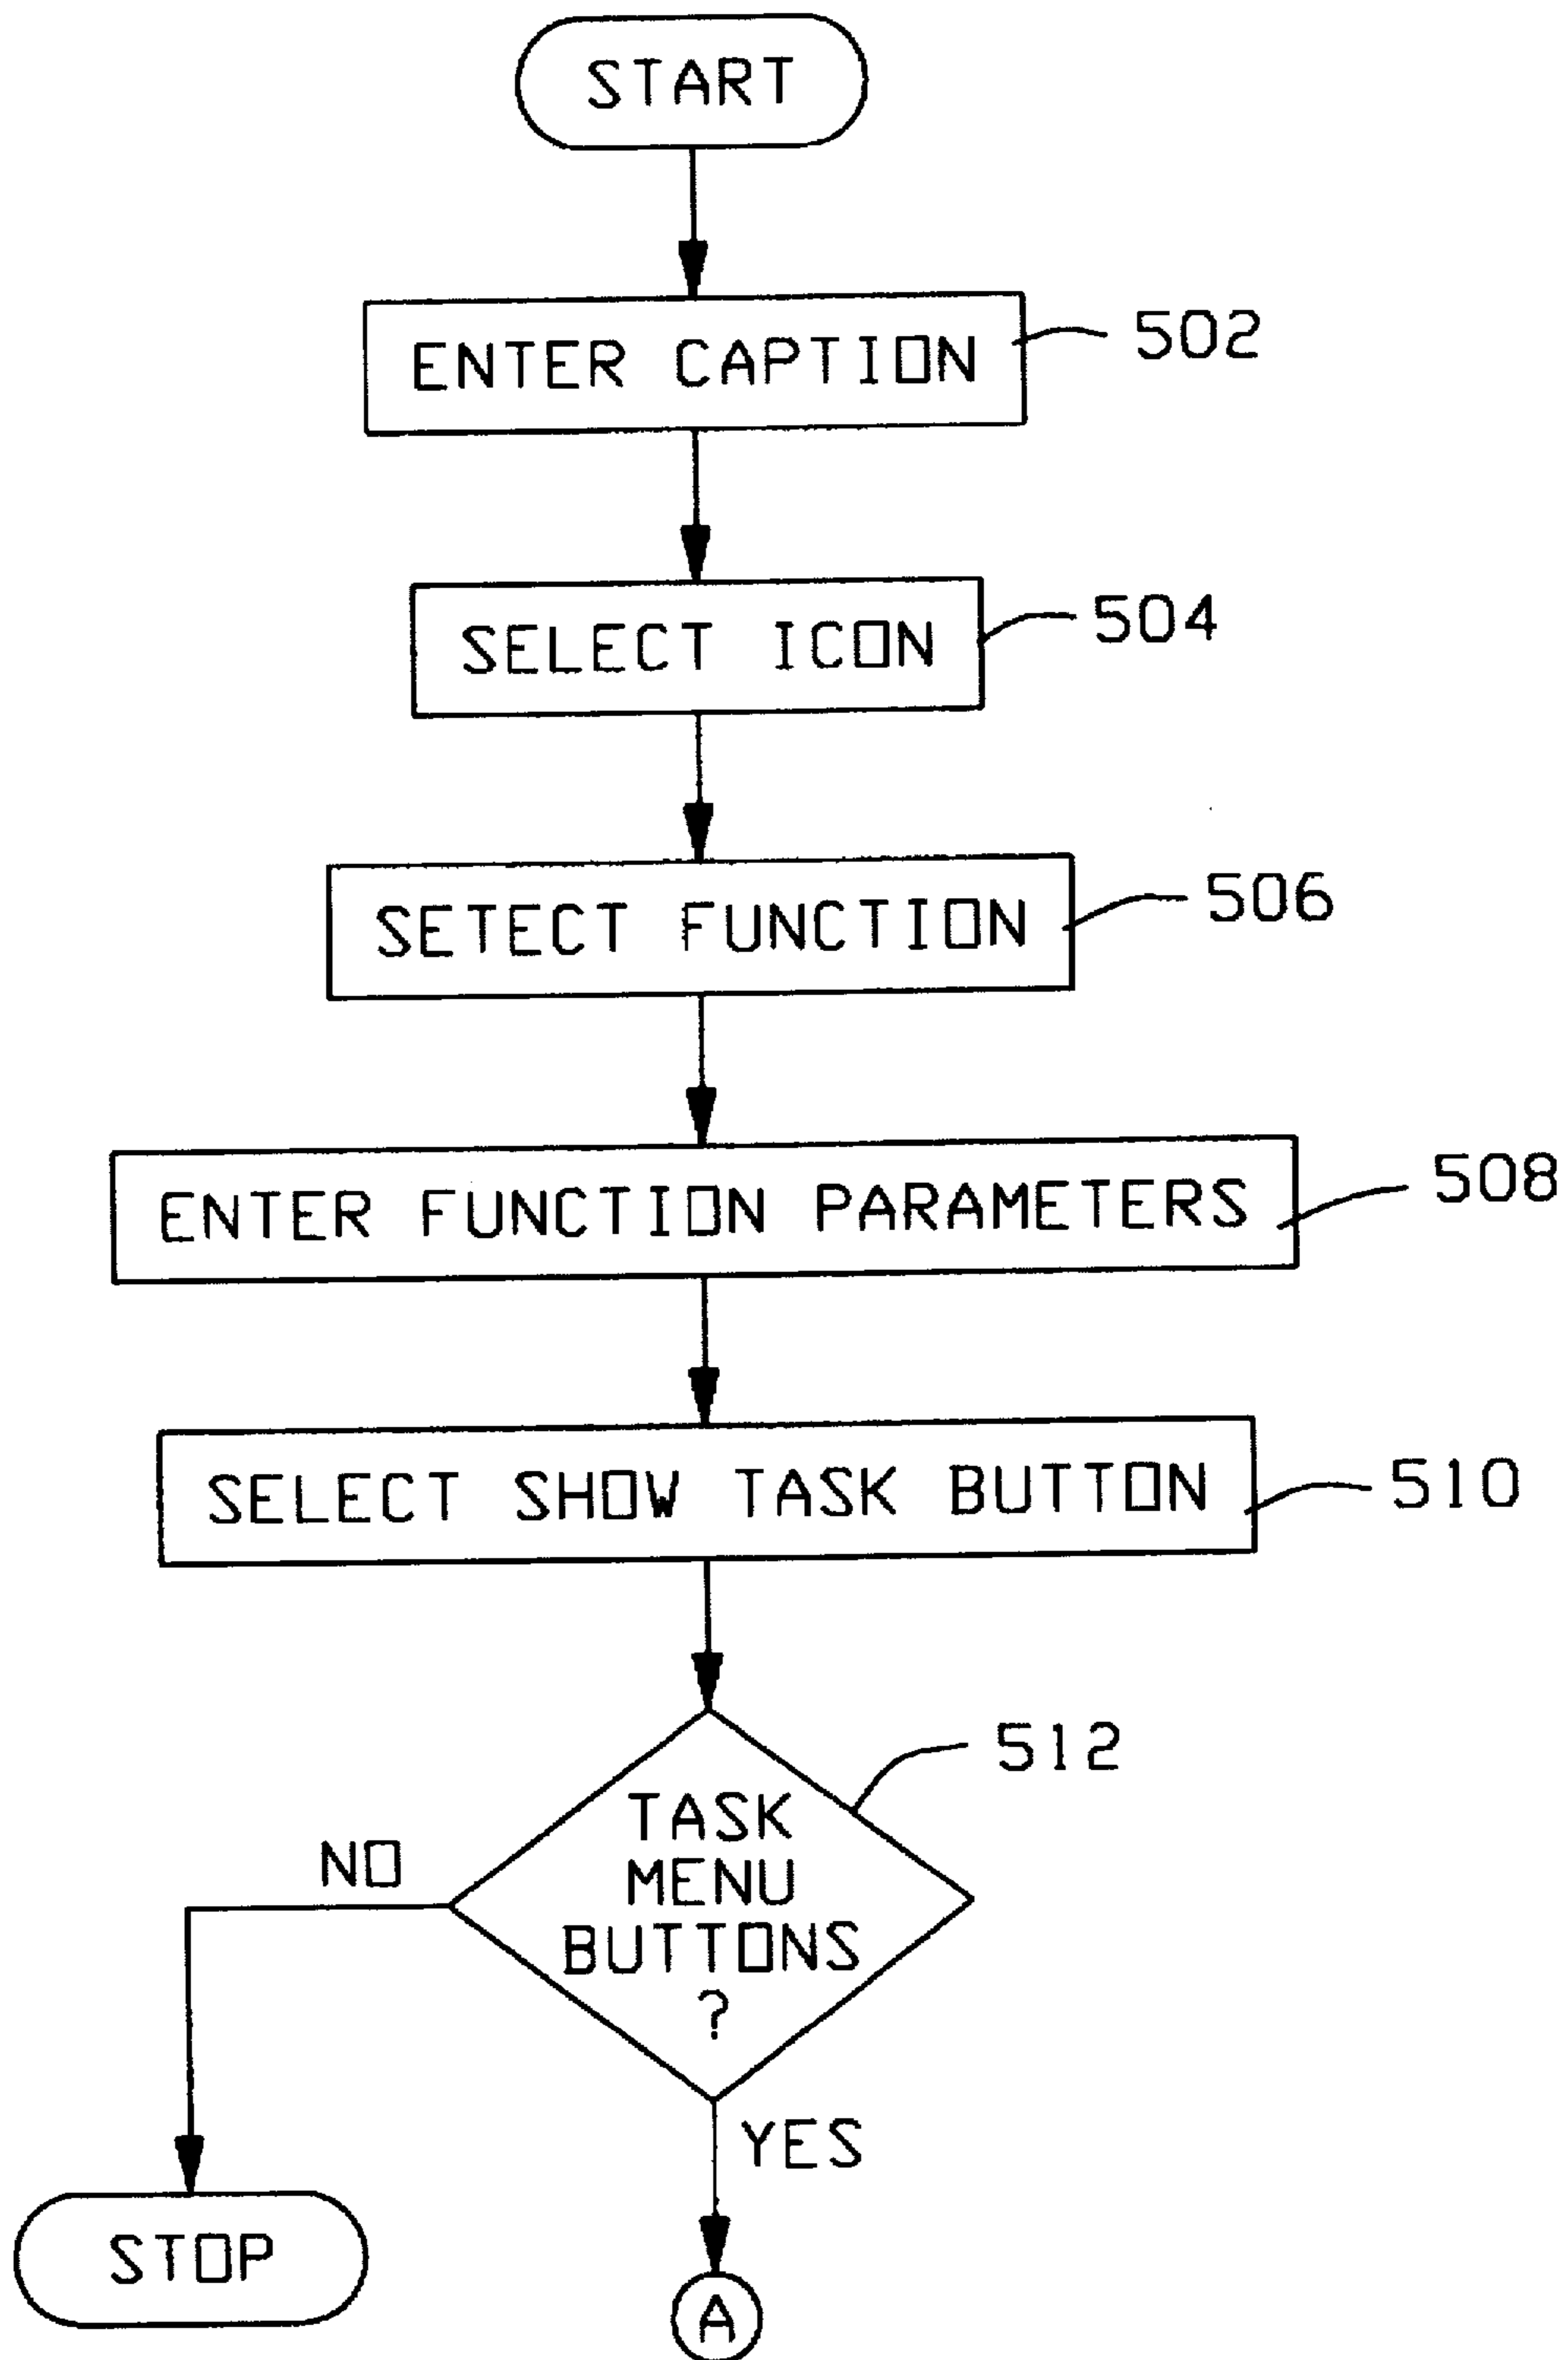 START
ENTER CAPTION
502
SELECT ICON
504
SETECT FUNCTION
506
ENTER FUNCTION PARAMETERS
508
SELECT SHOW TASK BUTTON
510
512
TASK
MENU
BUTTONS
?
NO
YES
STOP
A